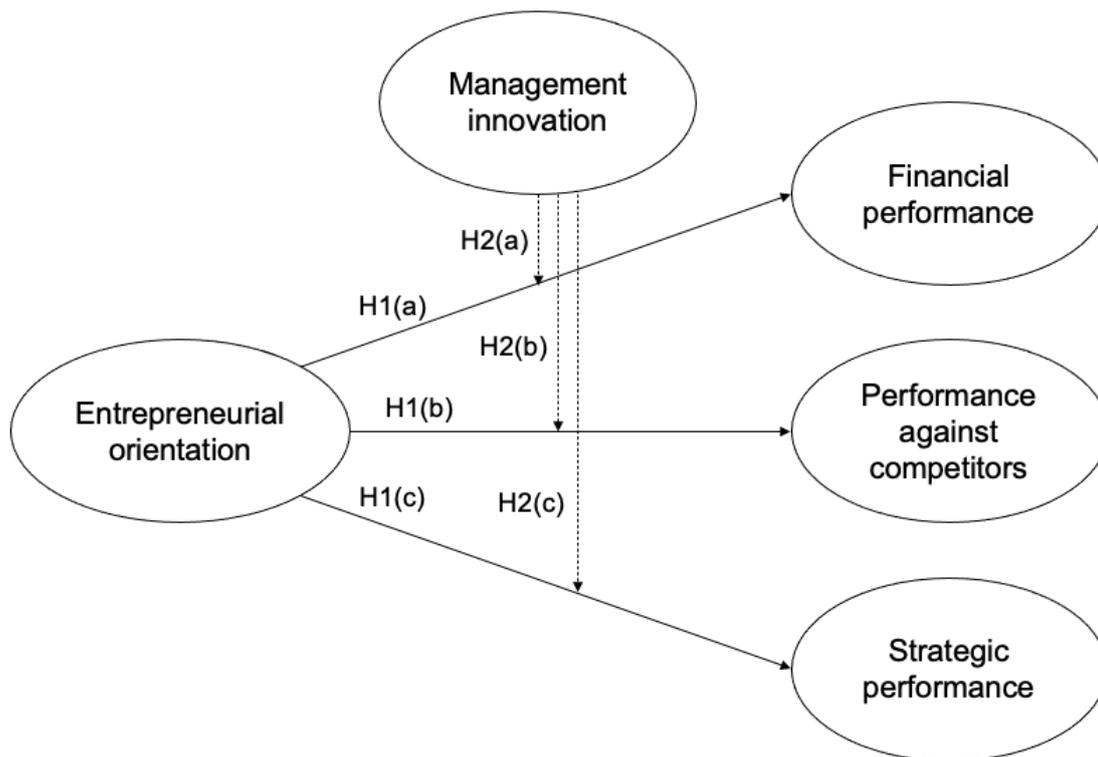 Management
innovation
Financial
performance
H2(a)
H1(a)
H2(b)
Entrepreneurial
orientation
H1(b)
Performance
against
competitors
H1(c)
H2(c)
Strategic
performance